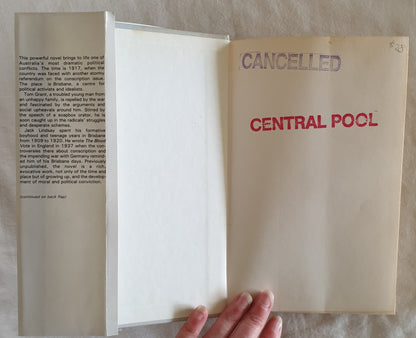 This powerful novel brings to life one of
Australia's most dramatic political
conflicts. The time is 1917, when the
country was faced with another stormy
referendum on the conscription issue.
The place is Brisbane, a centre for
political activists and idealists.
Tom Grant, a troubled young man from
an unhappy family, is repelled by the war
and fascinated by the arguments and
social upheavals around him. Stirred by
the speech of a soapbox orator, he is
soon caught up in the radicals' struggles
and desperate schemes.
Jack Lindsay spent his formative
boyhood and teenage years in Brisbane
from 1909 to 1920. He wrote The Blood
Vote in England in 1937 when the con-
troversies there about conscription and
the impending war with Germany remind-
ed him of his Brisbane days. Previously
unpublished, the novel is a rich,
evocative work, not only of the time and
place but of growing up, and the develop-
ment of moral and political conviction.
(continued on back flap)
CANCELLED
CENTRAL POOL